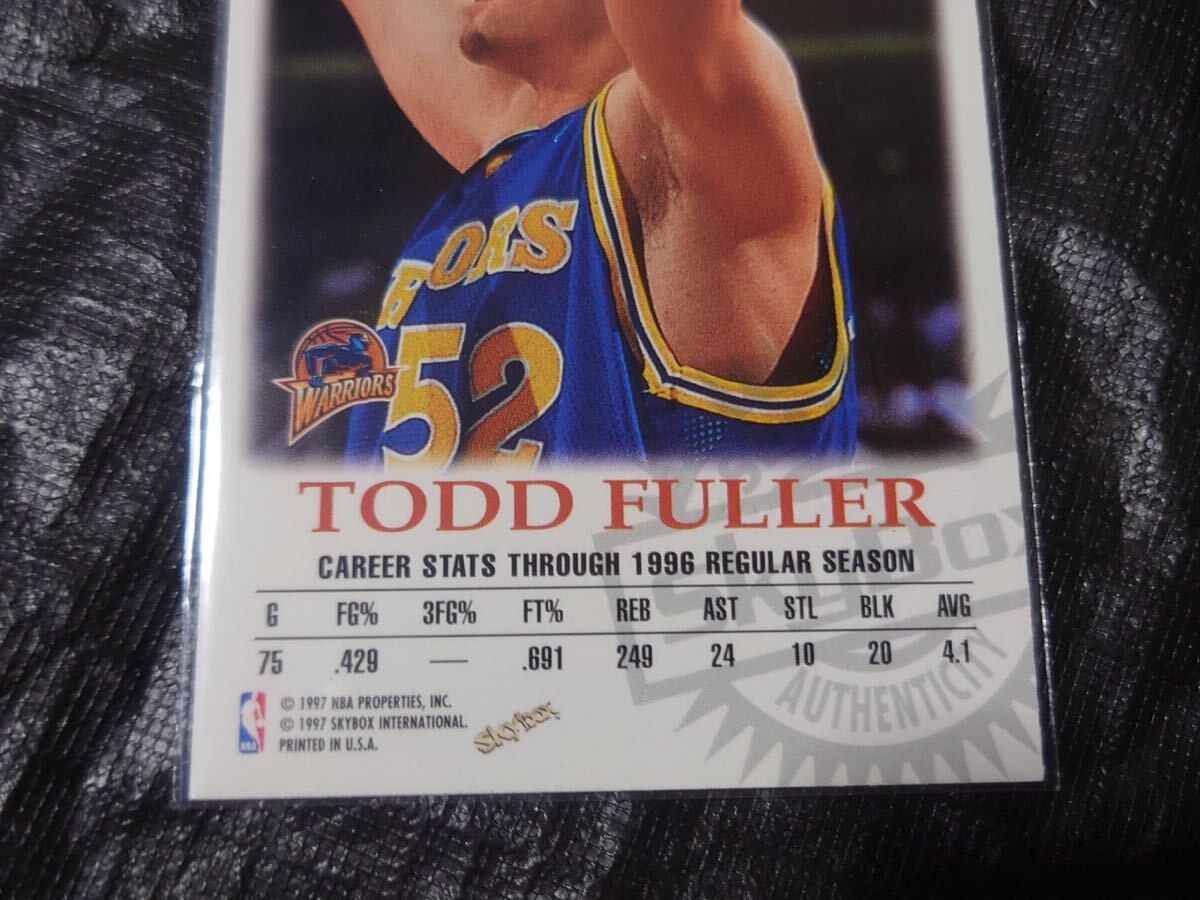 ORS
52
WARRIORS
TODD FULLER
CAREER STATS THROUGH 1996 REGULAR SEASON
G FG% 3FG% FT% REB AST STL BLK AVG
75 .429 — .691 249 24 10 20 4.1
SkyBox
AUTHENTICITY
NBA
© 1997 NBA PROPERTIES, INC.
© 1997 SKYBOX INTERNATIONAL.
PRINTED IN U.S.A.
SkyBox